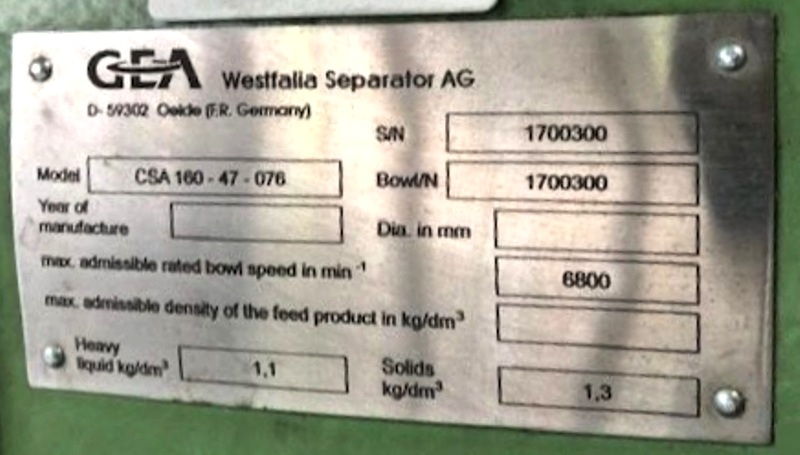 GEA Westfalia Separator AG
D- 59302 Oelde (F.R. Germany)
S/N 1700300
Model CSA 160 - 47 - 076 Bowl/N 1700300
Year of
manufacture
Dia. in mm
max. admissible rated bowl speed in min -1 6800
max. admissible density of the feed product in kg/dm³
Heavy
liquid kg/dm³ 1,1
Solids
kg/dm³ 1,3